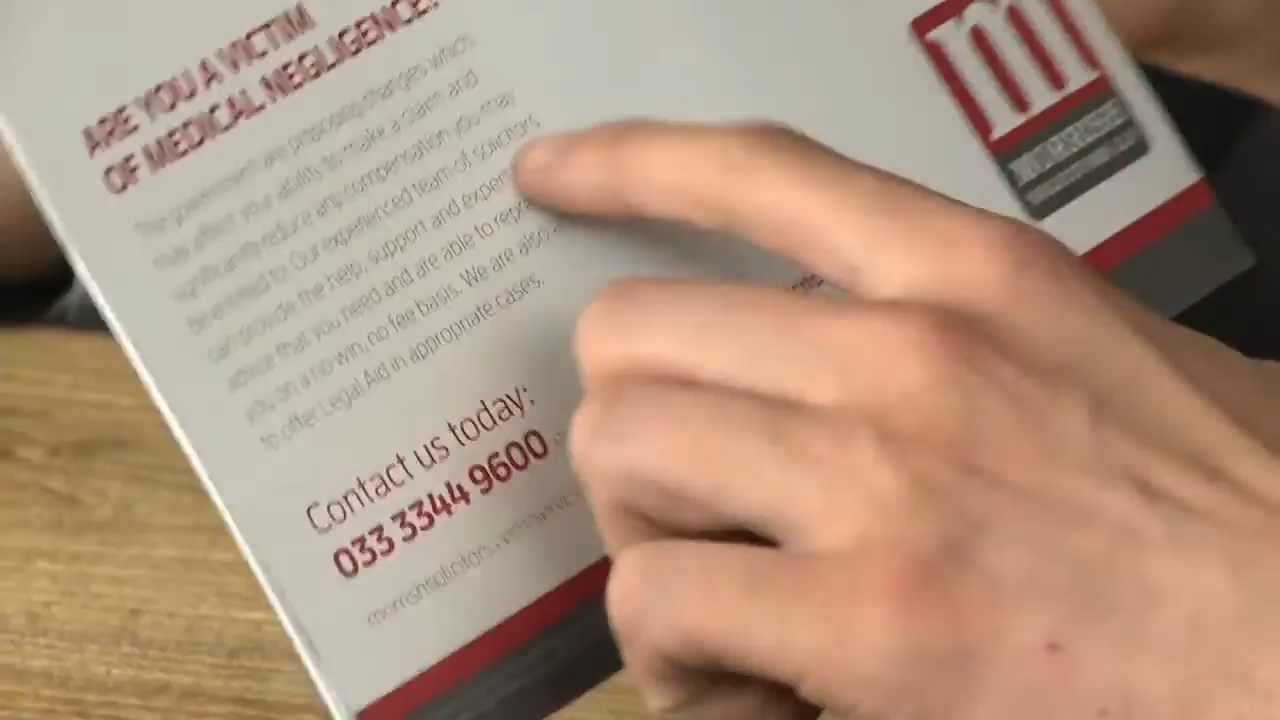 ARE YOU A VICTIM
OF MEDICAL NEGLIGENCE?
The government are proposing changes which
may affect your ability to make a claim and
significantly reduce any compensation you may
be entitled to. Our experienced team of solicitors
can provide the help, support and
advice that you need and are able to
you on a no win, no fee basis. We are also
to offer Legal Aid in appropriate cases.
Contact us today:
033 3344 9600
m
MORRISH
SOLICITORS LLP